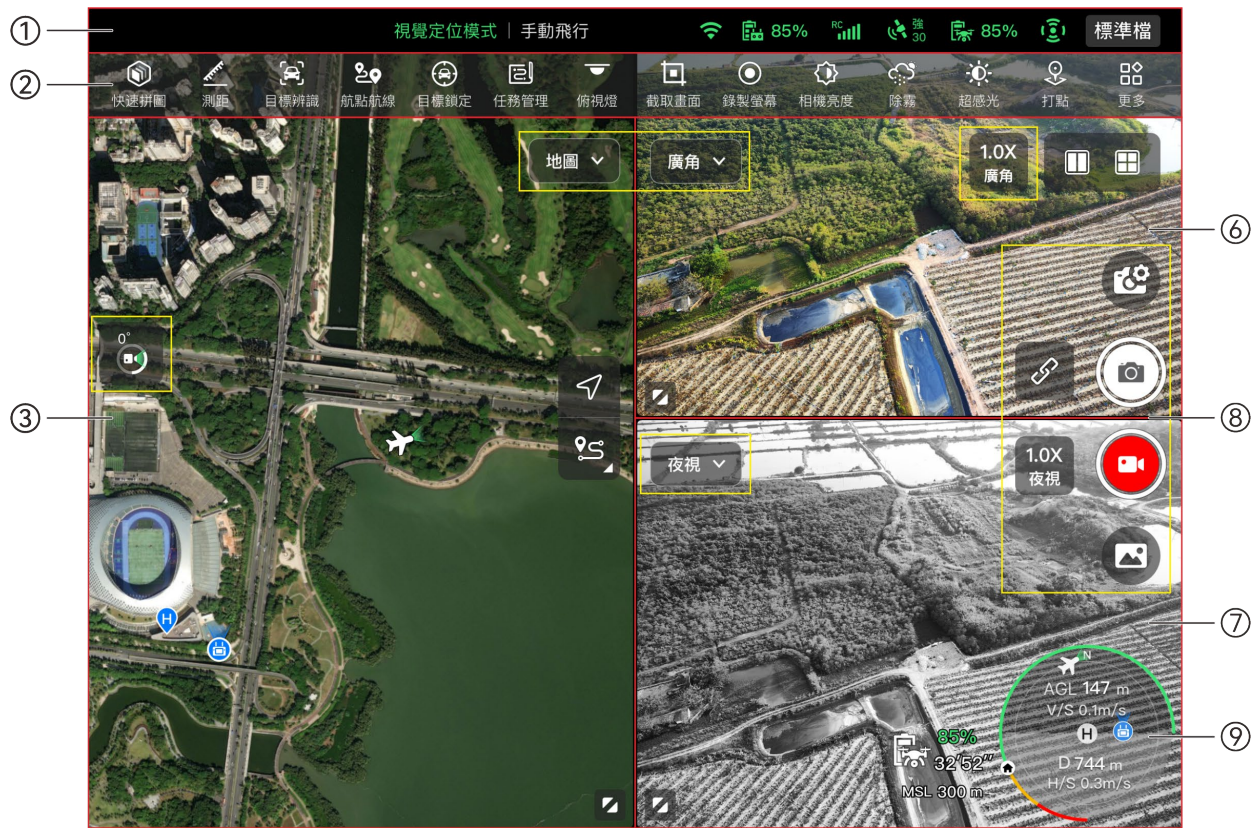 ①
視覺定位模式 | 手動飛行
85%
RC
強
30
85%
標準檔
②
快速拼圖 測距 目標辨識 航點航線 目標鎖定 任務管理 俯視燈 截取畫面 錄製螢幕 相機亮度 除霧 超感光 打點 更多
地圖 廣角
1.0X
廣角
⑥
0°
③
⑧
夜視
1.0X
夜視
H
⑦
N
AGL 147 m
V/S 0.1m/s
H
⑨
85%
32'52"
D 744 m
H/S 0.3m/s
MSL 300 m